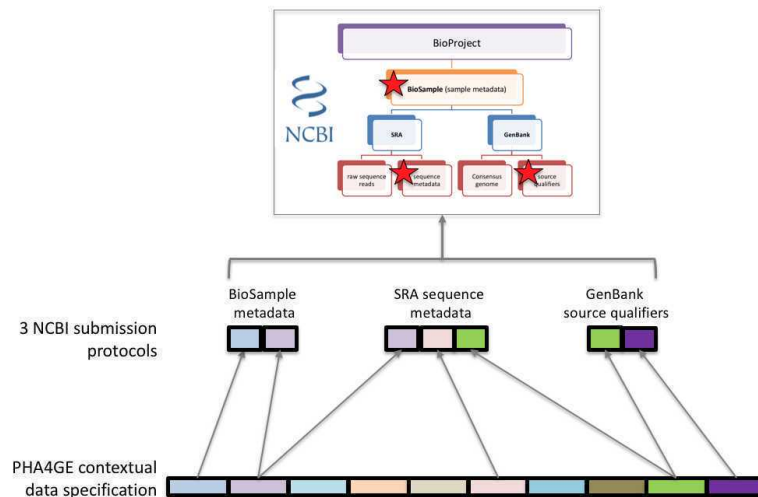 BioProject
BioSample (sample metadata)
NCBI
SRA
GenBank
raw sequence
reads
sequence
metadata
Consensus
genome
source
qualifiers
BioSample
metadata
SRA sequence
metadata
GenBank
source qualifiers
3 NCBI submission
protocols
PHA4GE contextual
data specification